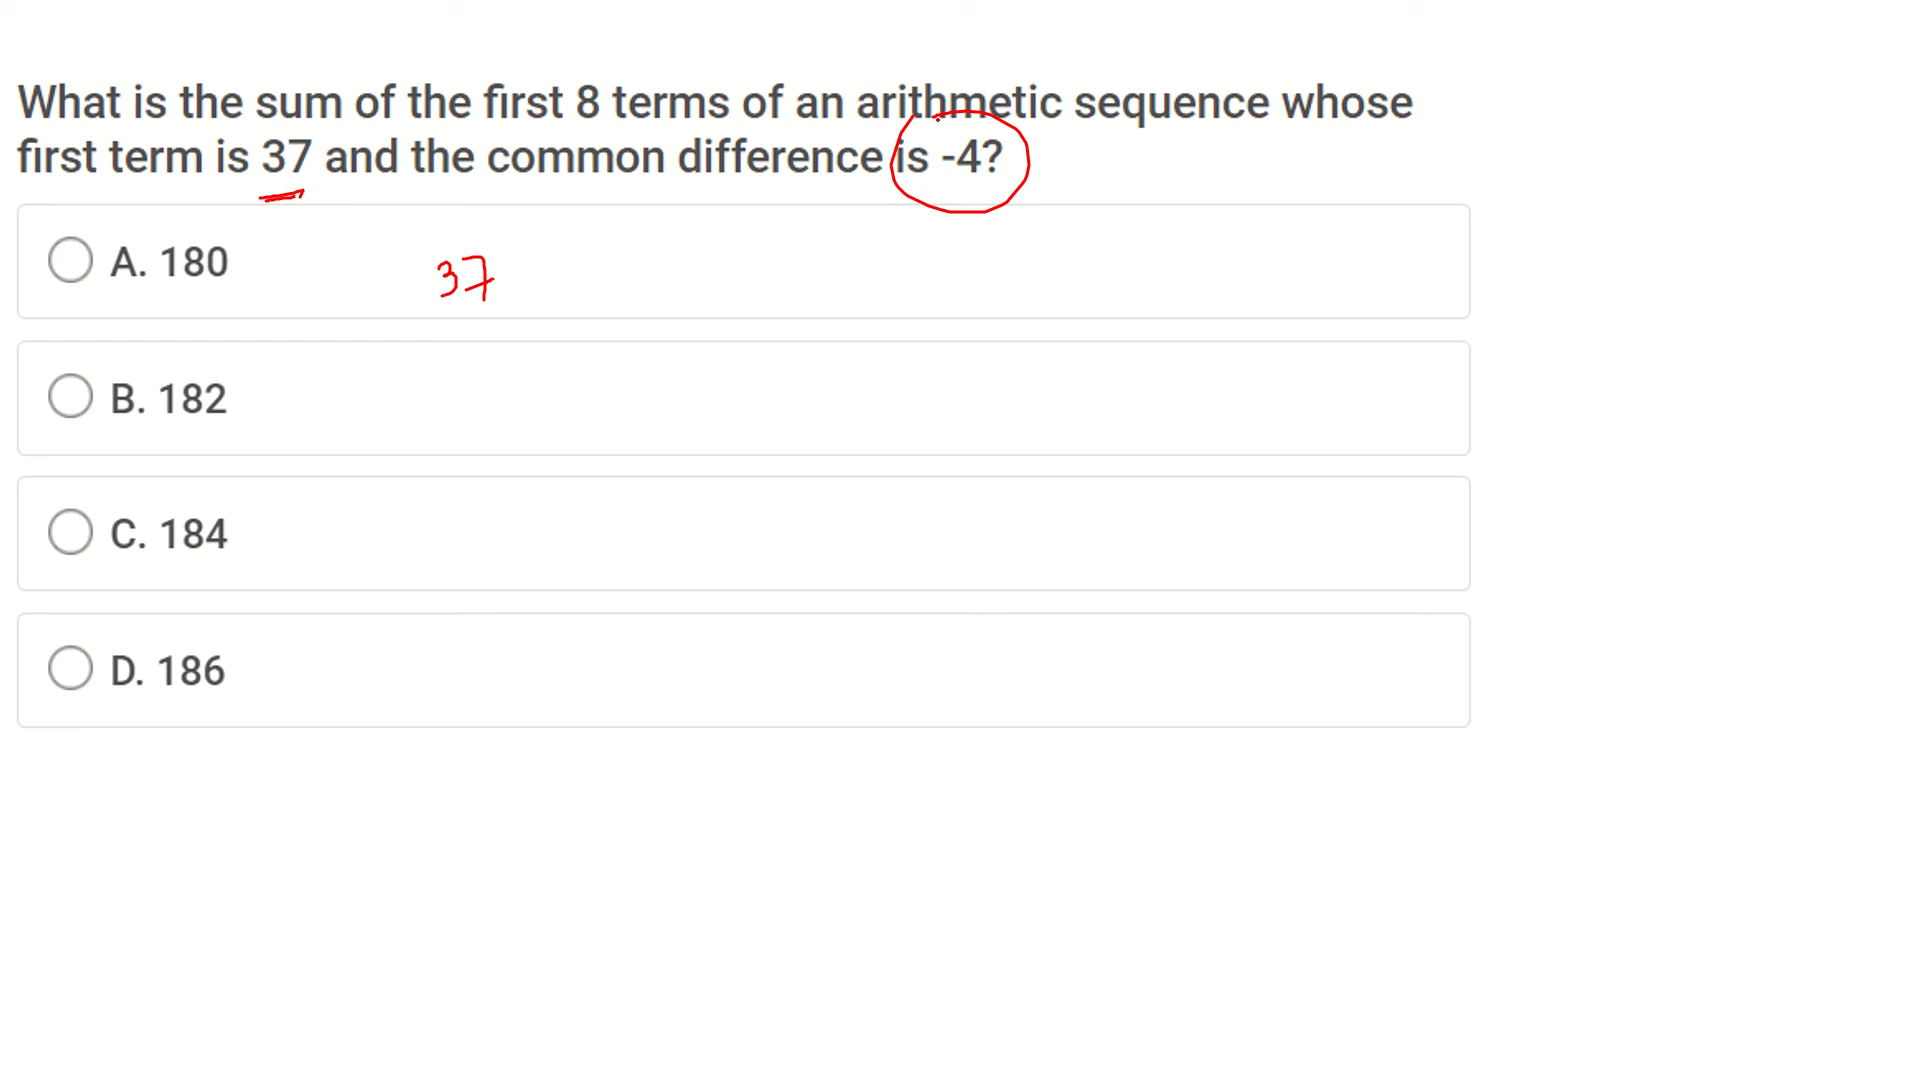 What is the sum of the first 8 terms of an arithmetic sequence whose
first term is 37 and the common difference is -4?
A. 180
37
B. 182
C. 184
D. 186